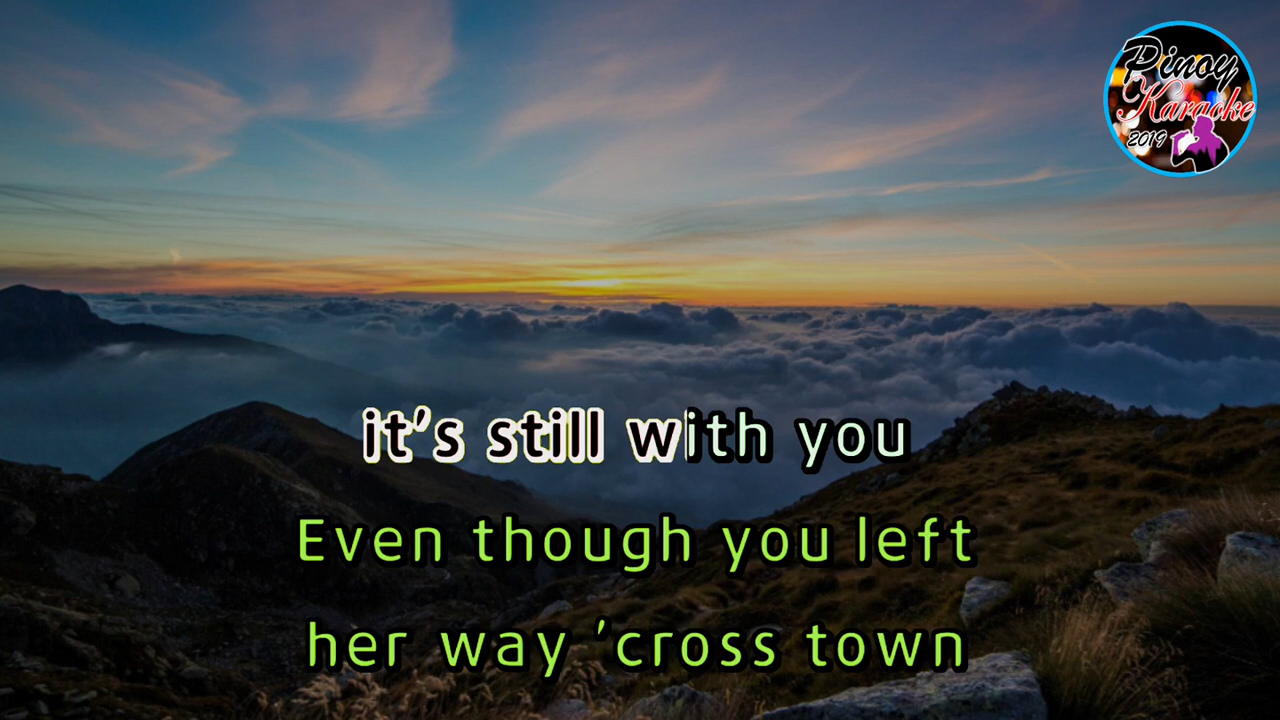 Pinoy
Karaoke
2019
it's still with you
Even though you left
her way 'cross town